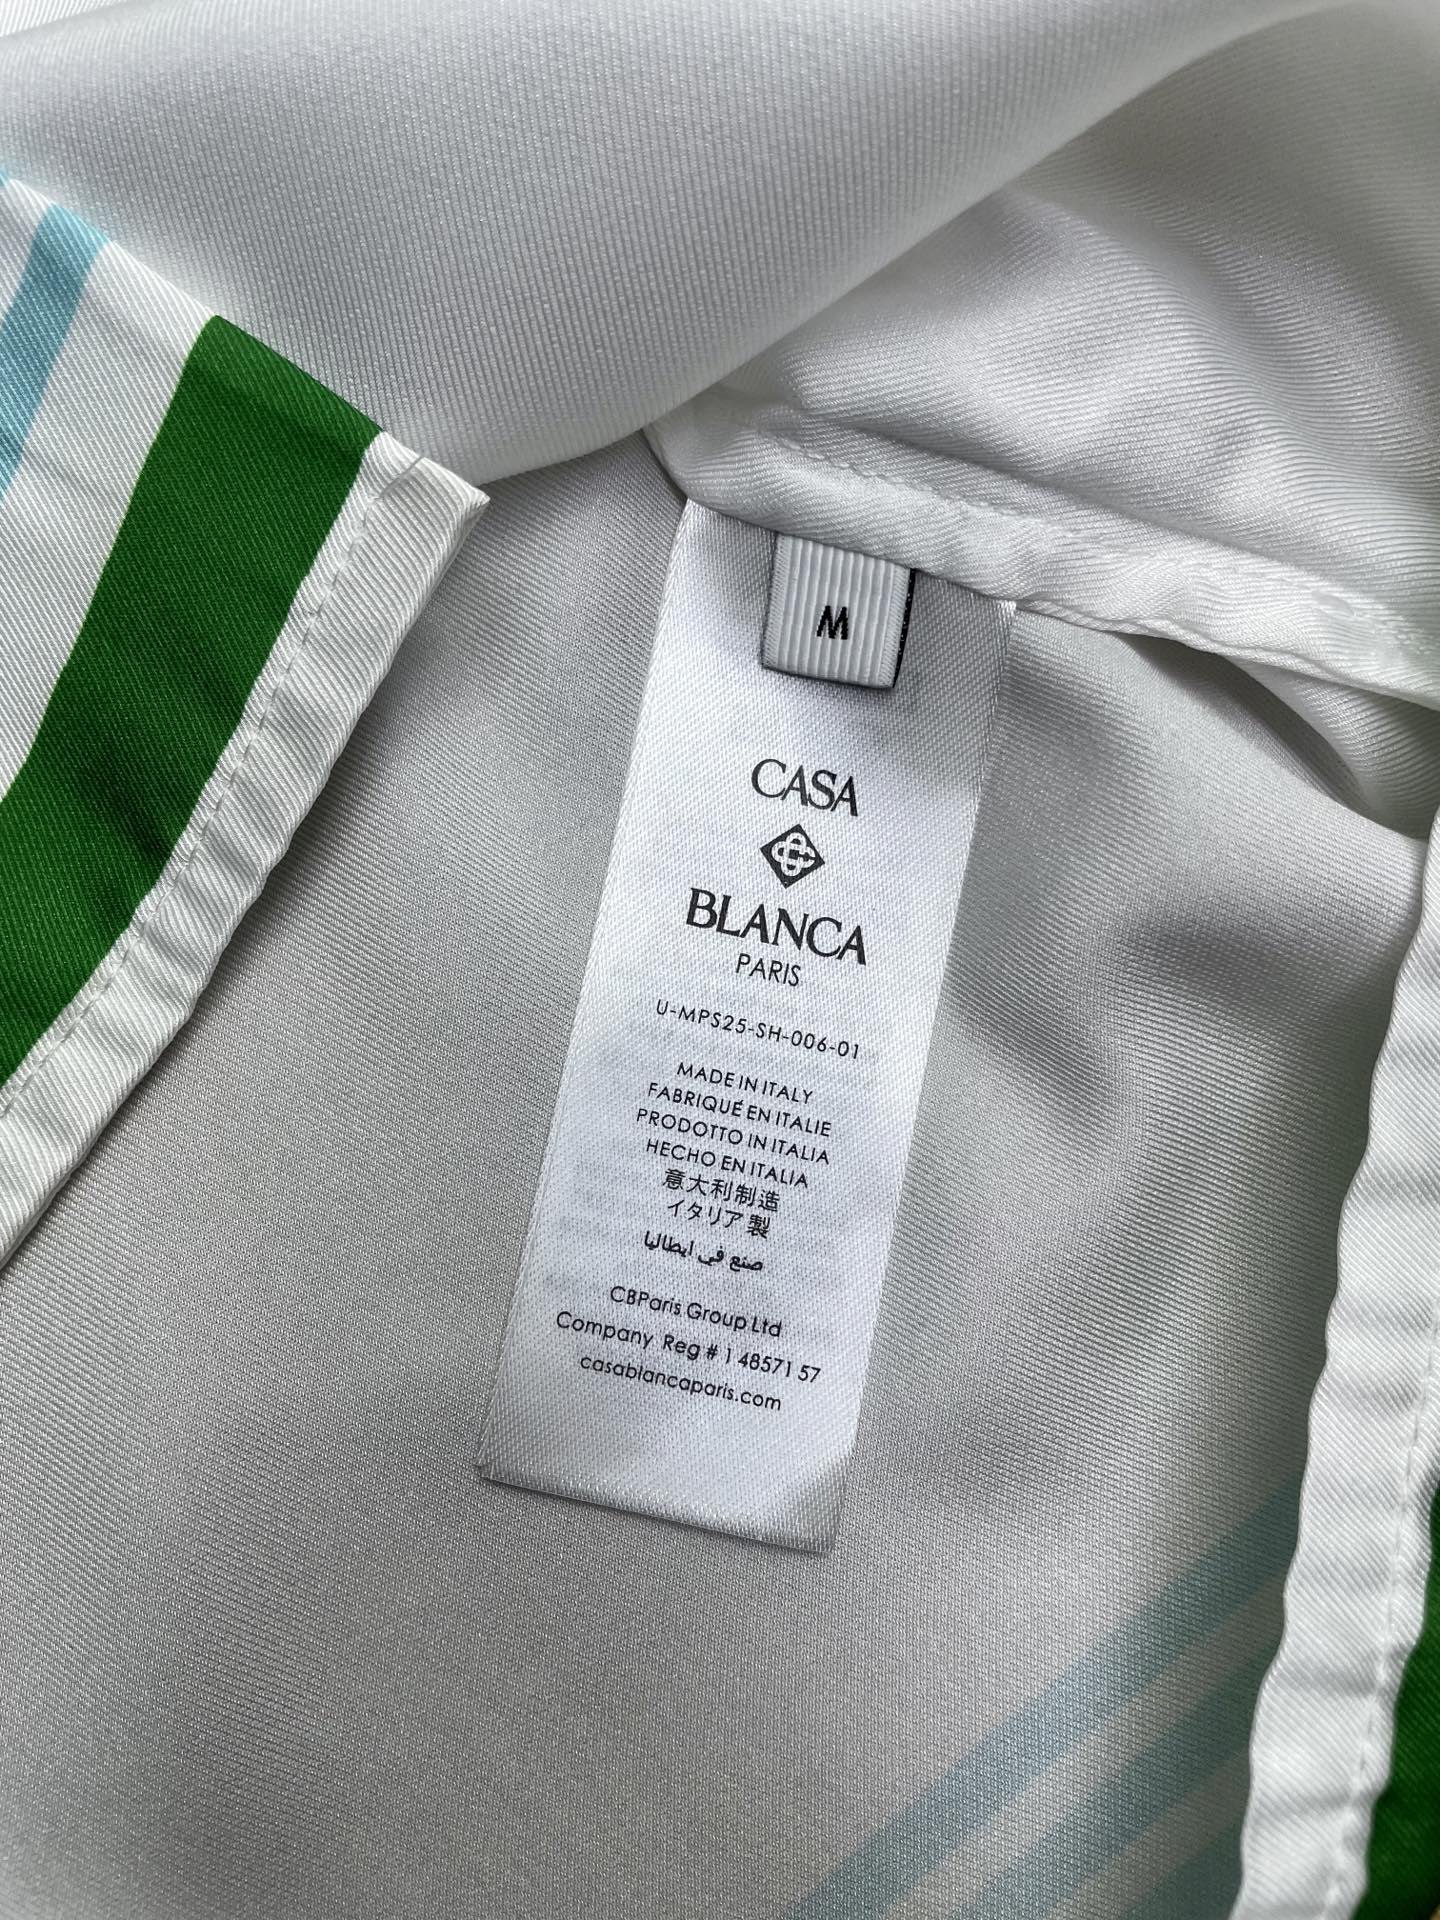 M
CASA
BLANCA
PARIS
U-MPS25-SH-006-01
MADE IN ITALY
FABRIQUÉ EN ITALIE
PRODOTTO IN ITALIA
HECHO EN ITALIA
意大利制造
イタリア製
صنع في ايطاليا
CBParis Group Ltd
Company Reg # 1 48571 57
casablancaparis.com